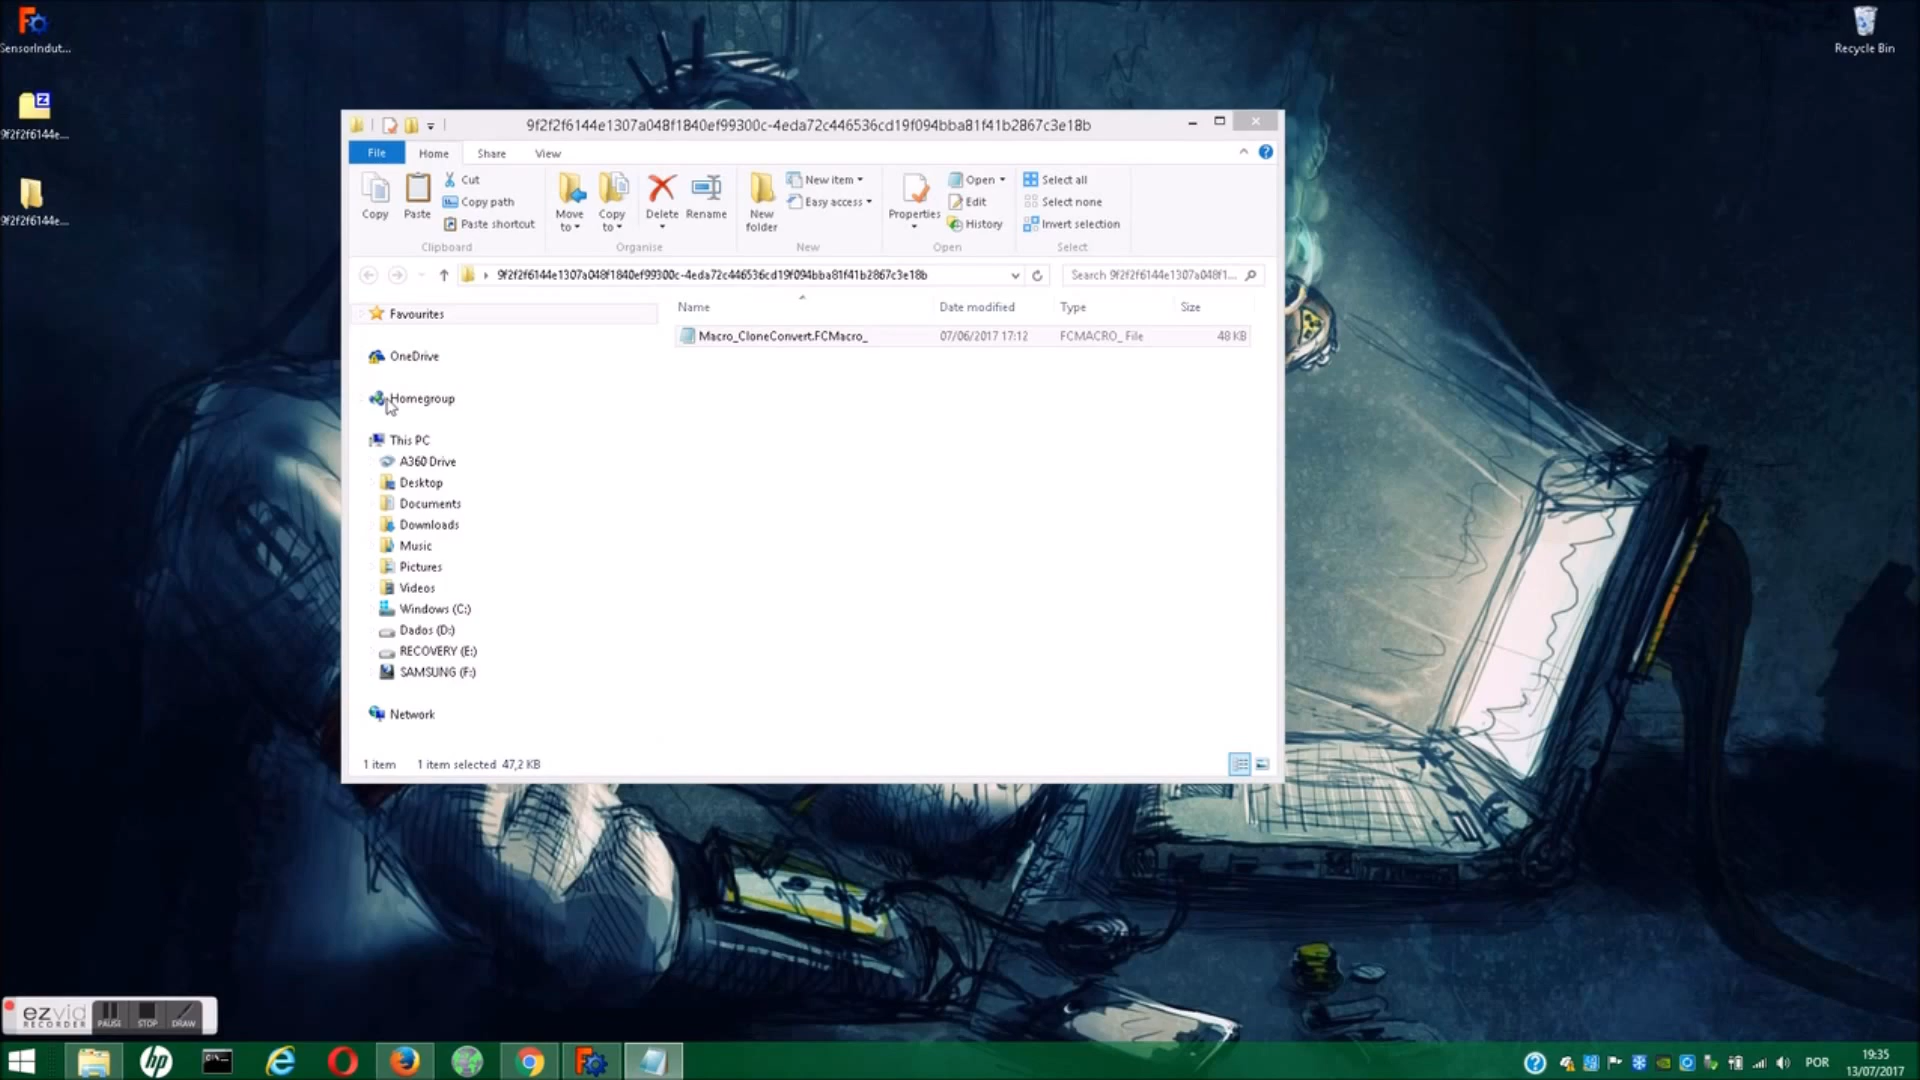 SensorIndut...
Recycle Bin
9f2f2f6144e...
9f2f2f6144e...
9f2f2f6144e1307a048f1840ef99300c-4eda72c446536cd19f094bba81f41b2867c3e18b
File
Home
Share
View
Copy
Paste
Cut
Copy path
Paste shortcut
Clipboard
Move to
Copy to
Delete
Rename
Organise
New folder
New item
Easy access
New
Properties
Open
Edit
History
Open
Select all
Select none
Invert selection
Select
9f2f2f6144e1307a048f1840ef99300c-4eda72c446536cd19f094bba81f41b2867c3e18b
Search 9f2f2f6144e1307a048f1...
Name
Date modified
Type
Size
Macro_CloneConvert.FCMacro_
07/06/2017 17:12
FCMACRO_ File
48 KB
Favourites
OneDrive
Homegroup
This PC
A360 Drive
Desktop
Documents
Downloads
Music
Pictures
Videos
Windows (C:)
Dados (D:)
RECOVERY (E:)
SAMSUNG (F:)
Network
1 item
1 item selected 47,2 KB
ezvid
RECORDER
PAUSE
STOP
DRAW
hp
POR
19:35
13/07/2017